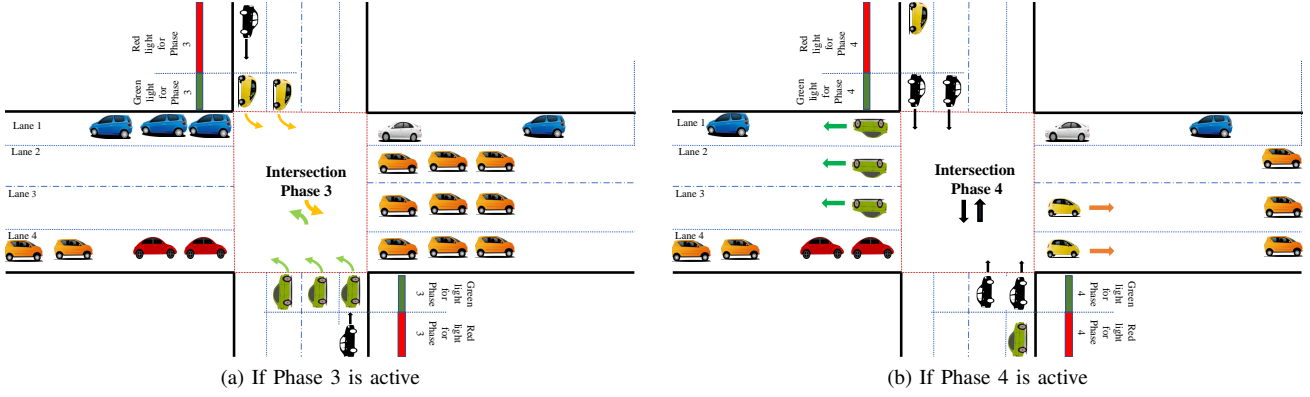 Red
light
for
Phase
3
Green
light
for
Phase
3
Lane 1
Lane 2
Lane 3
Lane 4
Intersection
Phase 3
Green
light
for
Phase
3
Red
light
for
Phase
3
(a) If Phase 3 is active
Red
light
for
Phase
4
Green
light
for
Phase
4
Lane 1
Lane 2
Lane 3
Lane 4
Intersection
Phase 4
Green
light
for
Phase
4
Red
light
for
Phase
4
(b) If Phase 4 is active